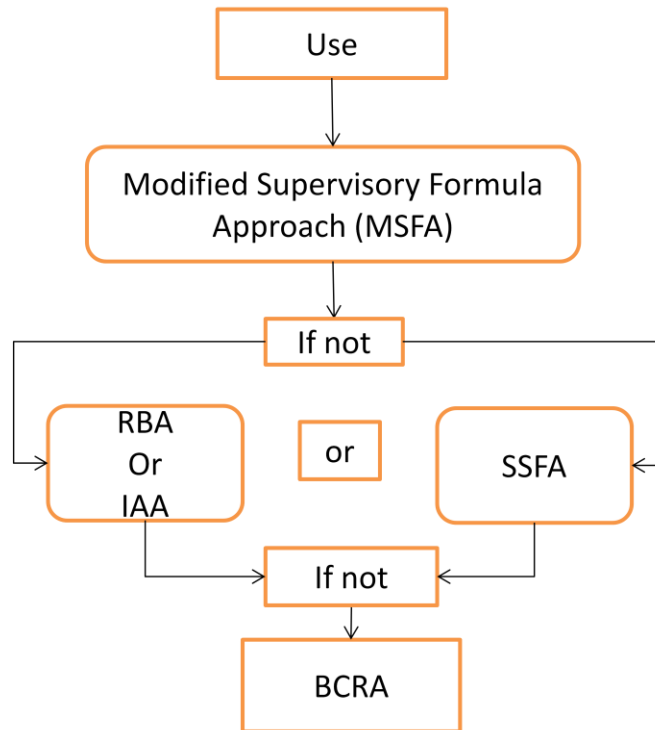 Use
Modified Supervisory Formula
Approach (MSFA)
If not
RBA
Or
IAA
or
SSFA
If not
BCRA